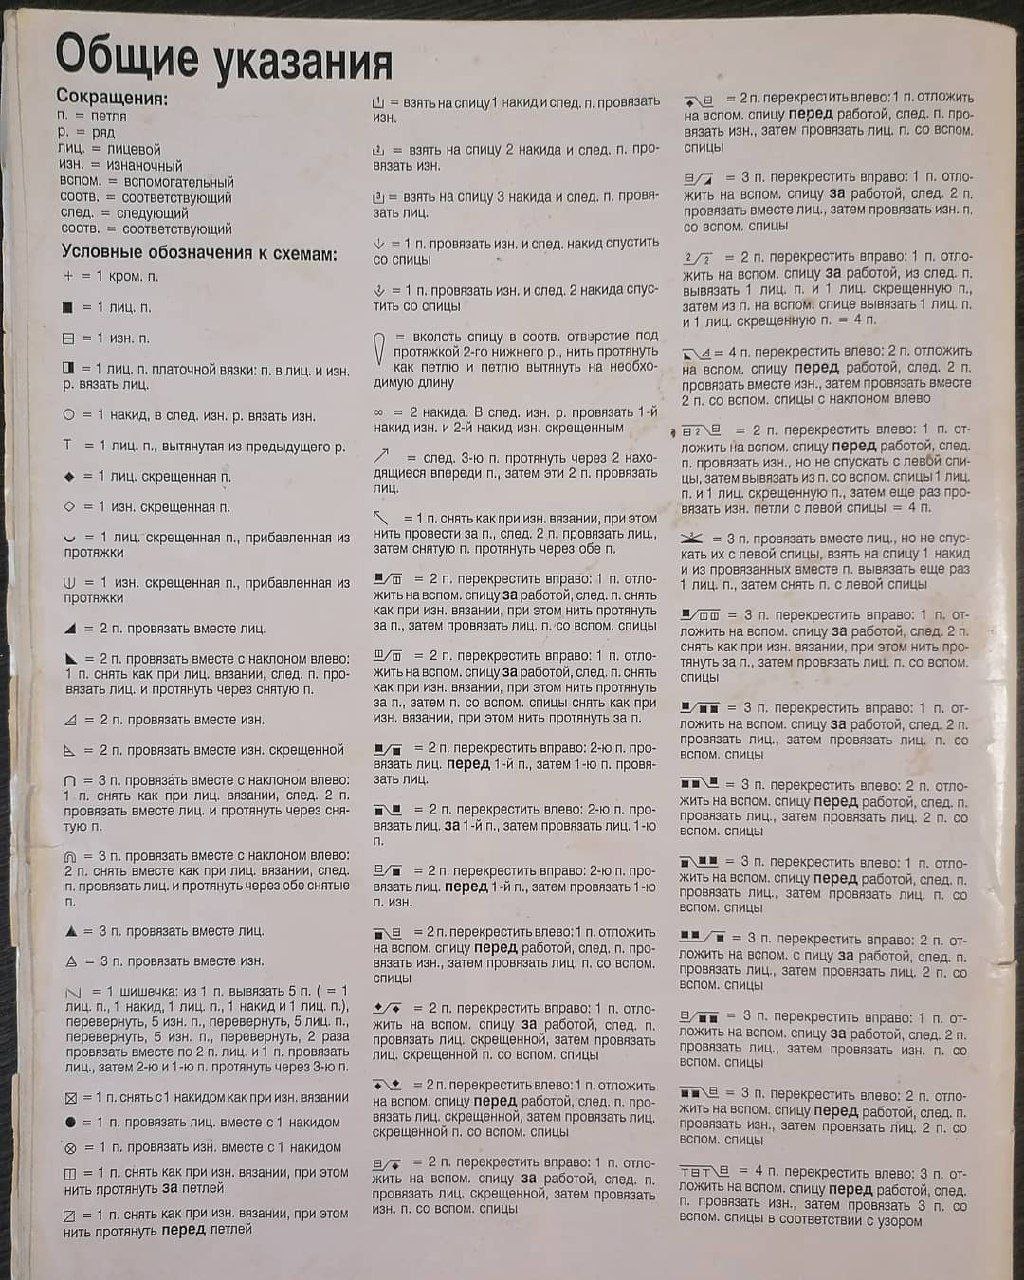 Общие указания
Сокращения:
п. = петля
р. = ряд
лиц. = лицевой
изн. = изнаночный
вспом. = вспомогательный
соотв. = соответствующий
след. = следующий
соотв. = соответствующий
Условные обозначения к схемам:
+ = 1 кром. п.
■ = 1 лиц. п.
⊟ = 1 изн. п.
◨ = 1 лиц. п. платочной вязки: п. в лиц. и изн.
р. вязать лиц.
○ = 1 накид, в след. изн. р. вязать изн.
T = 1 лиц. п., вытянутая из предыдущего р.
◆ = 1 лиц. скрещенная п.
◇ = 1 изн. скрещенная п.
= 1 лиц. скрещенная п., прибавленная из
протяжки
= 1 изн. скрещенная п., прибавленная из
протяжки
◢ = 2 п. провязать вместе лиц.
◣ = 2 п. провязать вместе с наклоном влево:
1 п. снять как при лиц. вязании, след. п. про-
вязать лиц. и протянуть через снятую п.
◿ = 2 п. провязать вместе изн.
◺ = 2 п. провязать вместе изн. скрещенной
= 3 п. провязать вместе с наклоном влево:
1 п. снять как при лиц. вязании, след. 2 п.
провязать вместе лиц. и протянуть через сня-
тую п.
= 3 п. провязать вместе с наклоном влево:
2 п. снять вместе как при лиц. вязании, след.
п. провязать лиц. и протянуть через обе снятые
п.
▲ = 3 п. провязать вместе лиц.
= 3 п. провязать вместе изн.
= 1 шишечка: из 1 п. вывязать 5 п. ( = 1
лиц. п., 1 накид, 1 лиц. п., 1 накид и 1 лиц. п.),
перевернуть, 5 изн. п., перевернуть, 5 лиц. п.,
перевернуть, 5 изн. п., перевернуть, 2 раза
провязать вместе по 2 п. лиц. и 1 п. провязать
лиц., затем 2-ю и 1-ю п. протянуть через 3-ю п.
⊠ = 1 п. снять с 1 накидом как при изн. вязании
● = 1 п. провязать лиц. вместе с 1 накидом
⊗ = 1 п. провязать изн. вместе с 1 накидом
◫ = 1 п. снять как при изн. вязании, при этом
нить протянуть за петлей
⍁ = 1 п. снять как при изн. вязании, при этом
нить протянуть перед петлей
= взять на спицу 1 накид и след. п. провязать
изн.
= взять на спицу 2 накида и след. п. про-
вязать изн.
= взять на спицу 3 накида и след. п. провя-
зать лиц.
= 1 п. провязать изн. и след. накид спустить
со спицы
= 1 п. провязать изн. и след. 2 накида спус-
тить со спицы
= вколоть спицу в соотв. отверстие под
протяжкой 2-го нижнего р., нить протянуть
как петлю и петлю вытянуть на необхо-
димую длину
∞ = 2 накида. В след. изн. р. провязать 1-й
накид изн. и 2-й накид изн. скрещенным
= след. 3-ю п. протянуть через 2 нахо-
дящиеся впереди п., затем эти 2 п. провязать
лиц.
= 1 п. снять как при изн. вязании, при этом
нить провести за п., след. 2 п. провязать лиц.,
затем снятую п. протянуть через обе п.
= 2 г. перекрестить вправо: 1 п. отло-
жить на вспом. спицу за работой, след. п. снять
как при изн. вязании, при этом нить протянуть
за п., затем провязать лиц. п. со вспом. спицы
= 2 г. перекрестить вправо: 1 п. отло-
жить на вспом. спицу за работой, след. п. снять
как при изн. вязании, при этом нить протянуть
за п., затем п. со вспом. спицы снять как при
изн. вязании, при этом нить протянуть за п.
= 2 п. перекрестить вправо: 2-ю п. про-
вязать лиц. перед 1-й п., затем 1-ю п. провя-
зать лиц.
= 2 п. перекрестить влево: 2-ю п. про-
вязать лиц. за 1-й п., затем провязать лиц. 1-ю
п.
= 2 п перекрестить вправо: 2-ю п. про-
вязать лиц. перед 1-й п., затем провязать 1-ю
п. изн.
= 2 п. перекрестить влево: 1 п. отложить
на вспом. спицу перед работой, след. п. про-
вязать изн., затем провязать лиц. п. со вспом.
спицы
= 2 п. перекрестить вправо: 1 п. отло-
жить на вспом. спицу за работой, след. п.
провязать лиц. скрещенной, затем провязать
лиц. скрещенной п. со вспом. спицы
= 2 п. перекрестить влево: 1 п. отложить
на вспом. спицу перед работой, след. п. про-
вязать лиц. скрещенной, затем провязать лиц.
скрещенной п. со вспом. спицы
= 2 п. перекрестить вправо: 1 п. отло-
жить на вспом. спицу за работой, след. п.
провязать лиц. скрещенной, затем провязать
изн. п. со вспом. спицы
= 2 п. перекрестить влево: 1 п. отложить
на вспом. спицу перед работой, след. п. про-
вязать изн., затем провязать лиц. п. со вспом.
спицы
= 3 п. перекрестить вправо: 1 п. отло-
жить на вспом. спицу за работой, след. 2 п.
провязать вместе лиц., затем провязать изн. п.
со вспом. спицы
= 2 п. перекрестить вправо: 1 п. отло-
жить на вспом. спицу за работой, из след. п.
вывязать 1 лиц. п. и 1 лиц. скрещенную п.,
затем из п. на вспом. спице вывязать 1 лиц. п.
и 1 лиц. скрещенную п. = 4 п.
= 4 п. перекрестить влево: 2 п. отложить
на вспом. спицу перед работой, след. 2 п.
провязать вместе изн., затем провязать вместе
2 п. со вспом. спицы с наклоном влево
= 2 п. перекрестить влево: 1 п. от-
ложить на вспом. спицу перед работой, след.
п. провязать изн., но не спускать с левой спи-
цы, затем вывязать из п. со вспом. спицы 1 лиц.
п. и 1 лиц. скрещенную п., затем еще раз про-
вязать изн. петли с левой спицы = 4 п.
= 3 п. провязать вместе лиц., но не спус-
кать их с левой спицы, взять на спицу 1 накид
и из провязанных вместе п. вывязать еще раз
1 лиц. п., затем снять п. с левой спицы
= 3 п. перекрестить вправо: 1 п. от-
ложить на вспом. спицу за работой, след. 2 п.
снять как при изн. вязании, при этом нить про-
тянуть за п., затем провязать лиц. п. со вспом.
спицы
= 3 п. перекрестить вправо: 1 п. от-
ложить на вспом. спицу за работой, след. 2 п.
провязать лиц., затем провязать лиц. п. со
вспом. спицы
= 3 п. перекрестить влево: 2 п. отло-
жить на вспом. спицу перед работой, след. п.
провязать лиц., затем провязать лиц. 2 п. со
вспом. спицы
= 3 п. перекрестить влево: 1 п. отло-
жить на вспом. спицу перед работой, след. п.
провязать лиц., затем провязать лиц. п. со
вспом. спицы
= 3 п. перекрестить вправо: 2 п. от-
ложить на вспом. с пицу за работой, след. п.
провязать лиц., затем провязать лиц. 2 п. со
вспом. спицы
= 3 п. перекрестить вправо: 1 п. от-
ложить на вспом. спицу за работой, след. 2 п.
провязать лиц., затем провязать изн. п. со
вспом. спицы
= 3 п. перекрестить влево: 2 п. отло-
жить на вспом. спицу перед работой, след. п.
провязать изн., затем провязать лиц. 2 п. со
вспом. спицы
= 4 п. перекрестить влево: 3 п. от-
ложить на вспом. спицу перед работой, след.
п. провязать изн., затем провязать 3 п. со
вспом. спицы в соответствии с узором